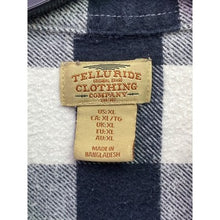 TELLURIDE
CLOTHING
COMPANY
US: XL
CA: XL/TG
UK: XL
EU: XL
AU: XL
MADE IN
BANGLADESH